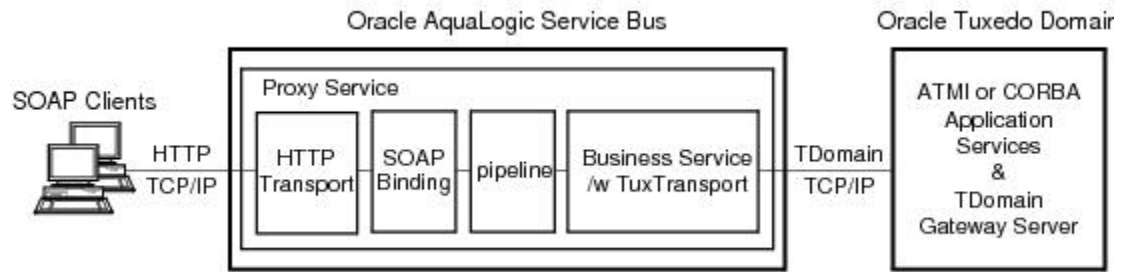 Oracle AquaLogic Service Bus
Oracle Tuxedo Domair
SOAP Clients
HTTP
TCP/IP
Proxy Service
HTTP
Transport
SOAP
Binding
pipeline
Business Service
/w TuxTransport
TDomain
TCP/IP
ATMI or CORBA
Application
Services
&
TDomain
Gateway Server